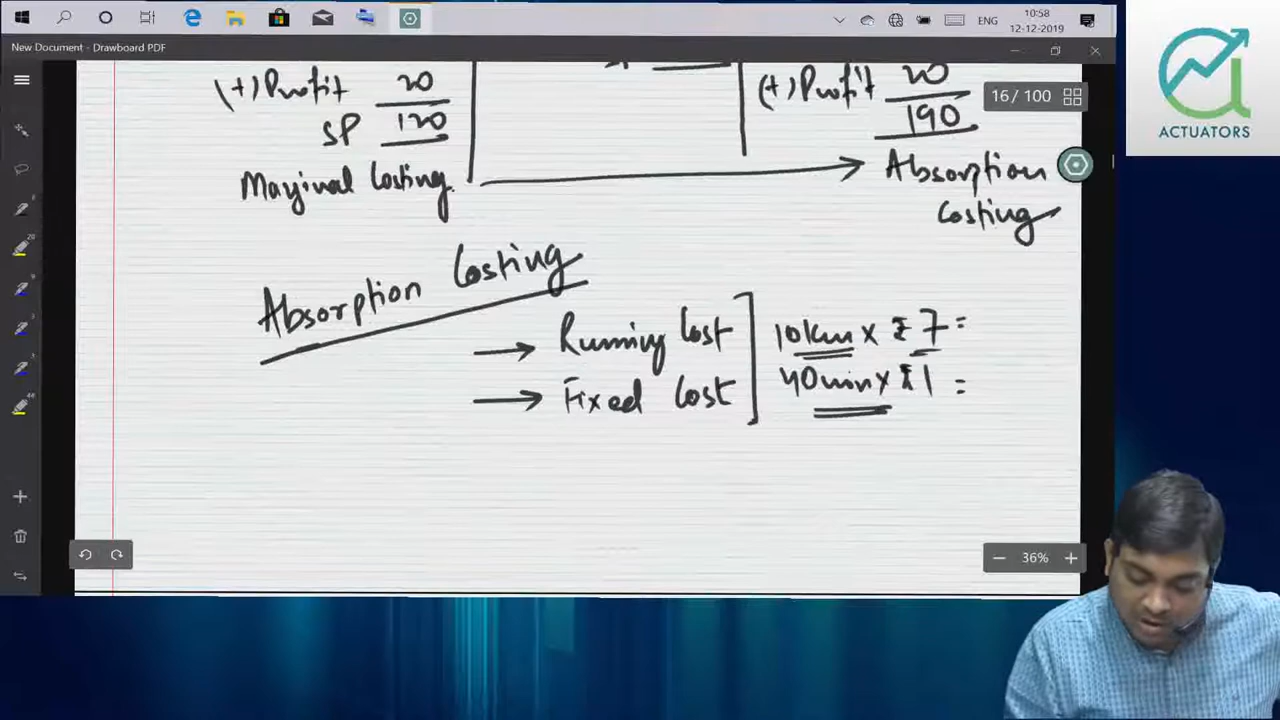 10:58
ENG
12-12-2019
New Document - Drawboard PDF
(+) Profit 20
SP 120
Marginal Costing
(+) Profit 20
190
16 / 100
Absorption Costing
Absorption Costing
→ Running Cost
→ Fixed Cost
10km x ₹ 7 =
40min x ₹1 =
36%
ACTUATORS